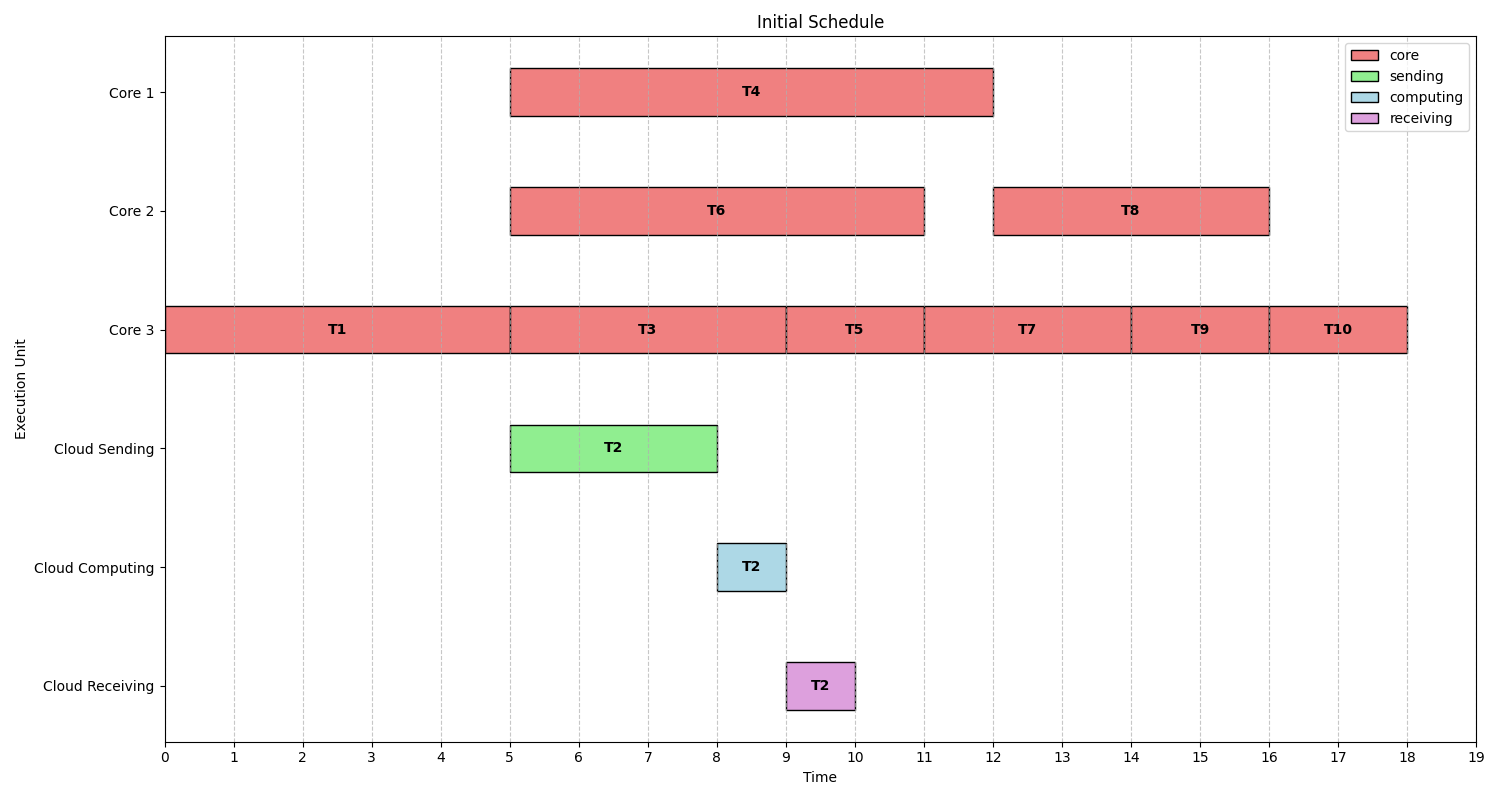 Initial Schedule
core
sending
computing
receiving
Core 1
T4
Core 2
T6 T8
Core 3
T1 T3 T5 T7 T9 T10
Cloud Sending
T2
Cloud Computing
T2
Cloud Receiving
T2
Execution Unit
0 1 2 3 4 5 6 7 8 9 10 11 12 13 14 15 16 17 18 19
Time